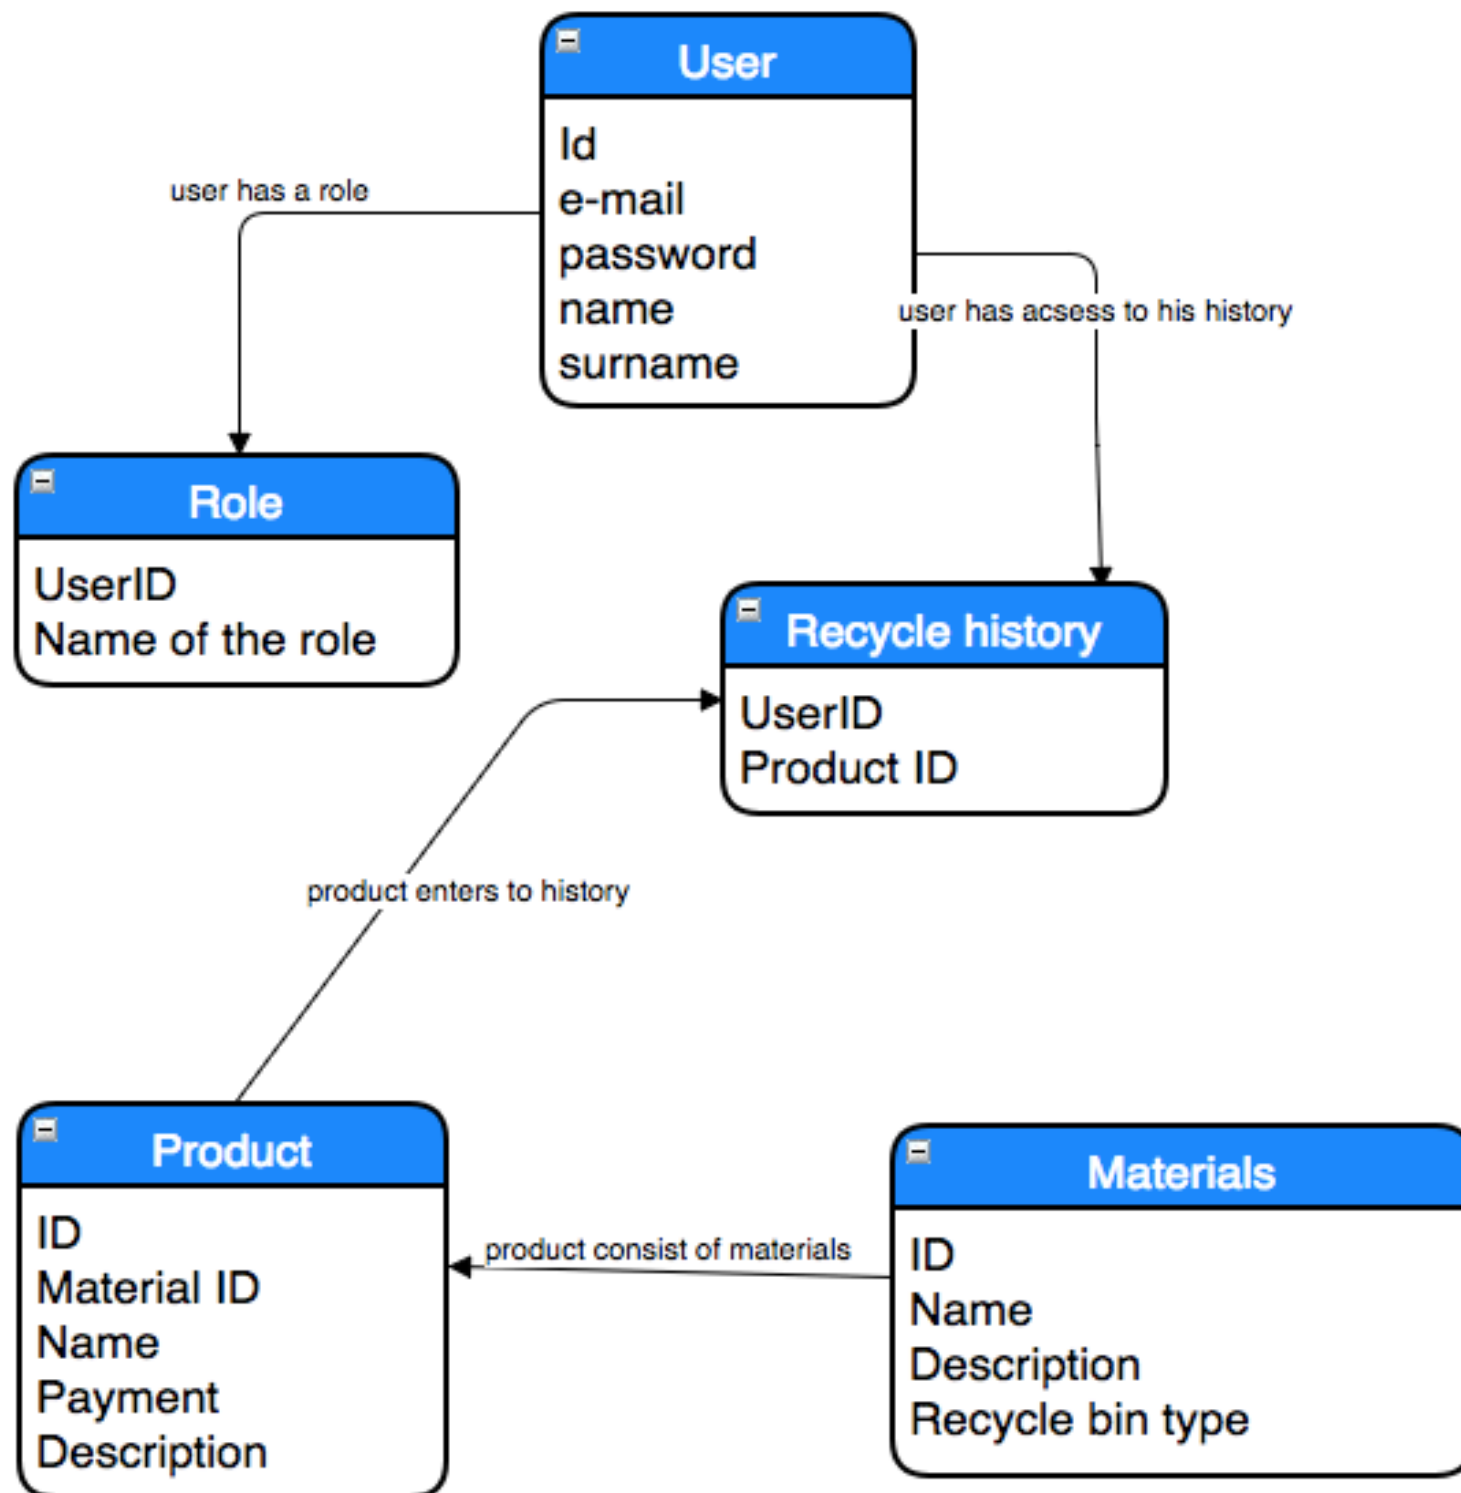 User
Id
e-mail
password
name
surname
user has a role
user has acsess to his history
Role
UserID
Name of the role
Recycle history
UserID
Product ID
product enters to history
Product
ID
Material ID
Name
Payment
Description
product consist of materials
Materials
ID
Name
Description
Recycle bin type